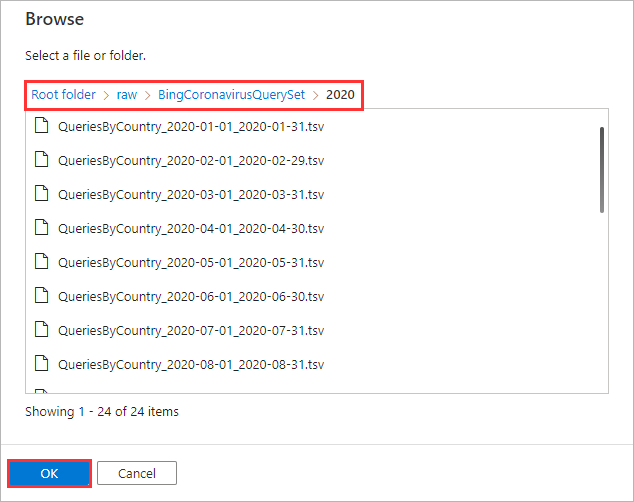 Browse
Select a file or folder.
Root folder > raw > BingCoronavirusQuerySet > 2020
QueriesByCountry_2020-01-01_2020-01-31.tsv
QueriesByCountry_2020-02-01_2020-02-29.tsv
QueriesByCountry_2020-03-01_2020-03-31.tsv
QueriesByCountry_2020-04-01_2020-04-30.tsv
QueriesByCountry_2020-05-01_2020-05-31.tsv
QueriesByCountry_2020-06-01_2020-06-30.tsv
QueriesByCountry_2020-07-01_2020-07-31.tsv
QueriesByCountry_2020-08-01_2020-08-31.tsv
Showing 1 - 24 of 24 items
OK Cancel